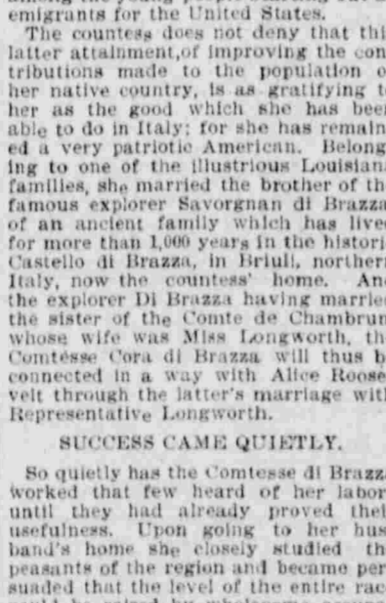 emigrants for the United States.
The countess does not deny that thi
latter attainment, of improving the con
tributions made to the population o
her native country, is as gratifying t
her as the good which she has bee
able to do in Italy; for she has remain
ed a very patriotic American. Belong
ing to one of the illustrious Louisian
families, she married the brother of th
famous explorer Savorgnan di Brazza
of an ancient family which has live
for more than 1,000 years in the histori
Castello di Brazza, in Briuli, norther
Italy, now the countess' home. An
the explorer Di Brazza having marrie
the sister of the Comte de Chambrun
whose wife was Miss Longworth, th
Comtesse Cora di Brazza will thus b
connected in a way with Alice Roose
velt through the latter's marriage wit
Representative Longworth.
SUCCESS CAME QUIETLY.
So quietly has the Comtesse di Brazz
worked that few heard of her labor
until they had already proved thei
usefulness. Upon going to her hus
band's home she closely studied th
peasants of the region and became per
suaded that the level of the entire rac